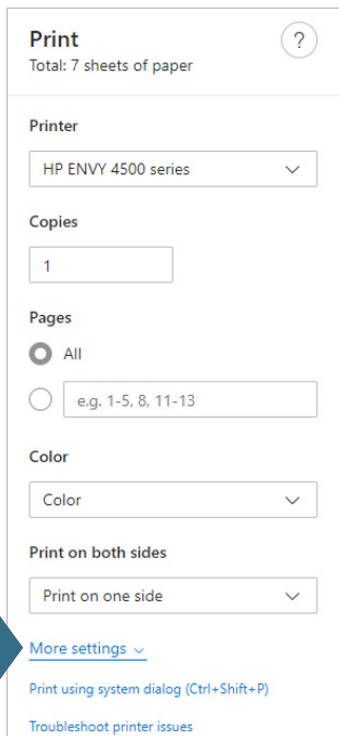 Print
?
Total: 7 sheets of paper
Printer
HP ENVY 4500 series
Copies
1
Pages
All
e.g. 1-5, 8, 11-13
Color
Color
Print on both sides
Print on one side
More settings
Print using system dialog (Ctrl+Shift+P)
Troubleshoot printer issues